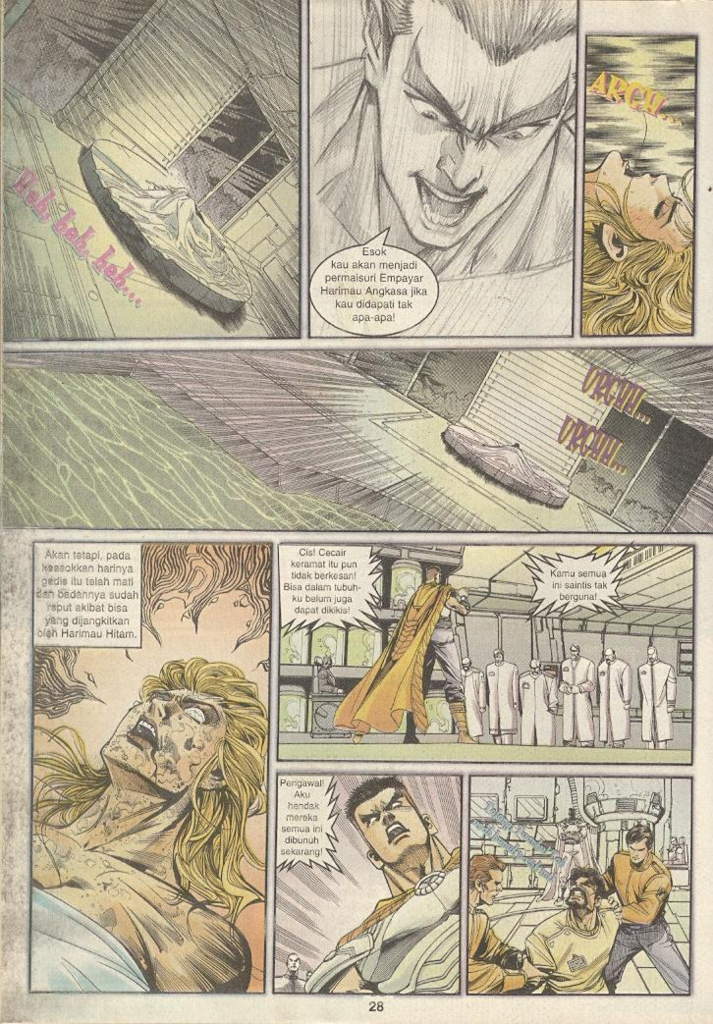 Heh, heh, heh...
Esok
kau akan menjadi
permaisuri Empayar
Harimau Angkasa jika
kau didapati tak
apa-apa!
ARGH...
URGHH...
URGHH...
Akan tetapi, pada
keesokkan harinya
gadis itu telah mati
dan badannya sudah
reput akibat bisa
yang dijangkitkan
oleh Harimau Hitam.
Cis! Cecair
keramat itu pun
tidak berkesan!
Bisa dalam tubuh-
ku belum juga
dapat dikikis!
Kamu semua
ini saintis tak
berguna!
Pengawal!
Aku
hendak
mereka
semua ini
dibunuh
sekarang!
28